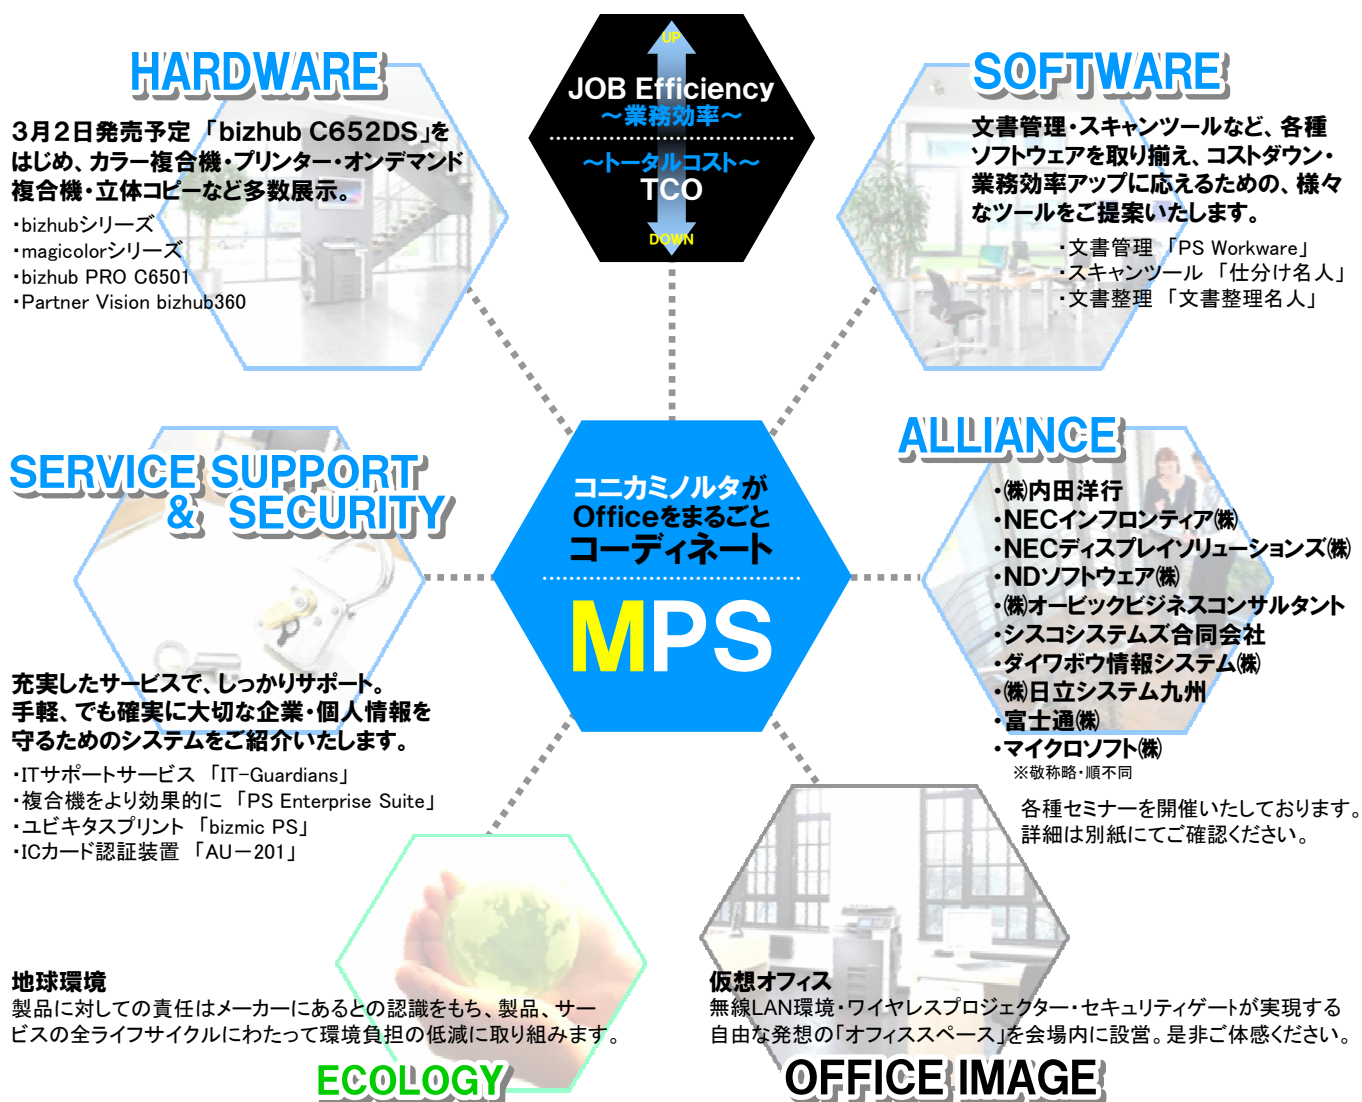 HARDWARE
3月2日発売予定 「bizhub C652DS」を
はじめ、カラー複合機・プリンター・オンデマンド
複合機・立体コピーなど多数展示。
・bizhubシリーズ
・magicolorシリーズ
・bizhub PRO C6501
・Partner Vision bizhub360
UP
JOB Efficiency
～業務効率～
～トータルコスト～
TCO
DOWN
SOFTWARE
文書管理・スキャンツールなど、各種
ソフトウェアを取り揃え、コストダウン・
業務効率アップに応えるための、様々
なツールをご提案いたします。
・文書管理 「PS Workware」
・スキャンツール 「仕分け名人」
・文書整理 「文書整理名人」
SERVICE SUPPORT
& SECURITY
充実したサービスで、しっかりサポート。
手軽、でも確実に大切な企業・個人情報を
守るためのシステムをご紹介いたします。
・ITサポートサービス 「IT-Guardians」
・複合機をより効果的に 「PS Enterprise Suite」
・ユビキタスプリント 「bizmic PS」
・ICカード認証装置 「AU－201」
コニカミノルタが
Officeをまるごと
コーディネート
MPS
ALLIANCE
・㈱内田洋行
・NECインフロンティア㈱
・NECディスプレイソリューションズ㈱
・NDソフトウェア㈱
・㈱オービックビジネスコンサルタント
・シスコシステムズ合同会社
・ダイワボウ情報システム㈱
・㈱日立システム九州
・富士通㈱
・マイクロソフト㈱
※敬称略・順不同
各種セミナーを開催いたしております。
詳細は別紙にてご確認ください。
地球環境
製品に対しての責任はメーカーにあるとの認識をもち、製品、サー
ビスの全ライフサイクルにわたって環境負担の低減に取り組みます。
ECOLOGY
仮想オフィス
無線LAN環境・ワイヤレスプロジェクター・セキュリティゲートが実現する
自由な発想の「オフィススペース」を会場内に設営。是非ご体感ください。
OFFICE IMAGE